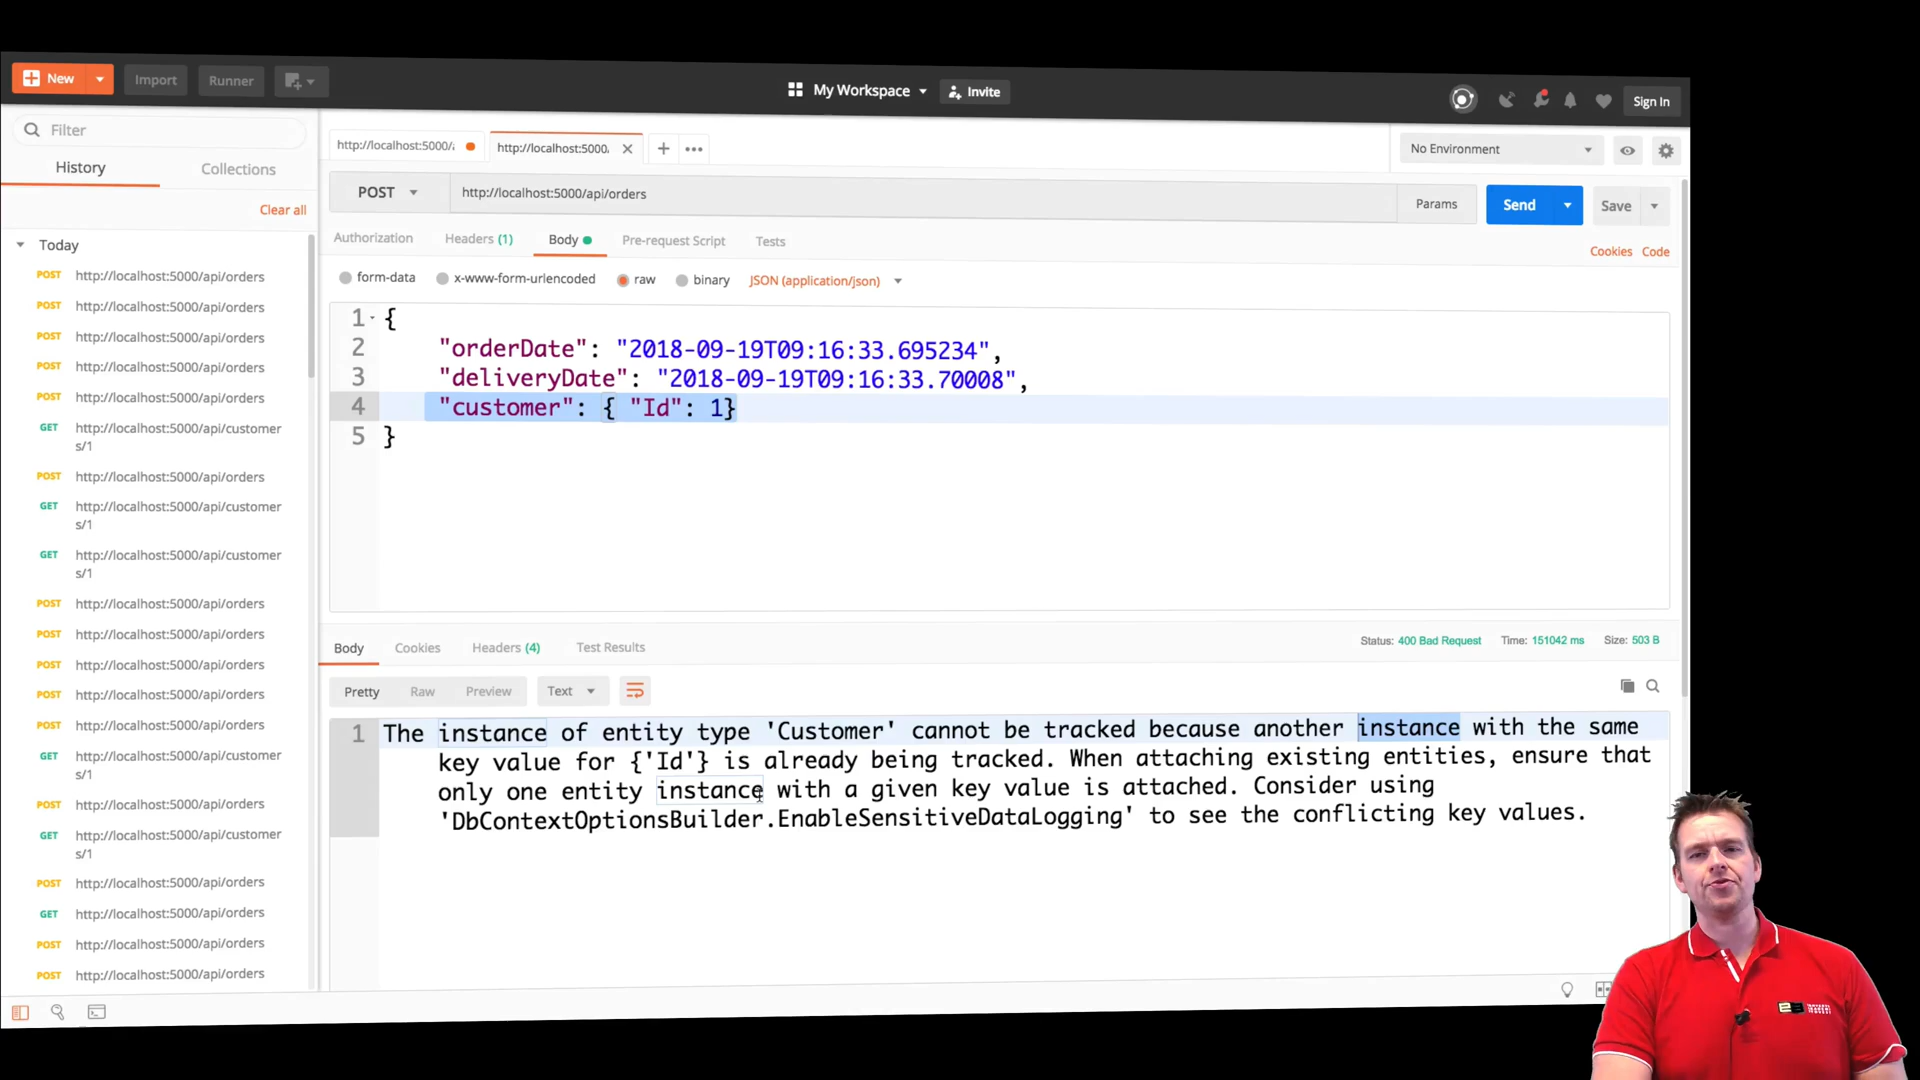 New
Import
Runner
My Workspace
Invite
Sign In
Filter
History
Collections
Clear all
Today
POST http://localhost:5000/api/orders
POST http://localhost:5000/api/orders
POST http://localhost:5000/api/orders
POST http://localhost:5000/api/orders
POST http://localhost:5000/api/orders
GET http://localhost:5000/api/customer
s/1
POST http://localhost:5000/api/orders
GET http://localhost:5000/api/customer
s/1
GET http://localhost:5000/api/customer
s/1
POST http://localhost:5000/api/orders
POST http://localhost:5000/api/orders
POST http://localhost:5000/api/orders
POST http://localhost:5000/api/orders
POST http://localhost:5000/api/orders
GET http://localhost:5000/api/customer
s/1
POST http://localhost:5000/api/orders
GET http://localhost:5000/api/customer
s/1
POST http://localhost:5000/api/orders
GET http://localhost:5000/api/orders
POST http://localhost:5000/api/orders
POST http://localhost:5000/api/orders
http://localhost:5000/a
http://localhost:5000/
No Environment
POST http://localhost:5000/api/orders Params Send Save
Authorization Headers (1) Body Pre-request Script Tests Cookies Code
form-data x-www-form-urlencoded raw binary JSON (application/json)
1 {
2 "orderDate": "2018-09-19T09:16:33.695234",
3 "deliveryDate": "2018-09-19T09:16:33.70008",
4 "customer": { "Id": 1}
5 }
Body Cookies Headers (4) Test Results Status: 400 Bad Request Time: 151042 ms Size: 503 B
Pretty Raw Preview Text
1 The instance of entity type 'Customer' cannot be tracked because another instance with the same
key value for {'Id'} is already being tracked. When attaching existing entities, ensure that
only one entity instance with a given key value is attached. Consider using
'DbContextOptionsBuilder.EnableSensitiveDataLogging' to see the conflicting key values.